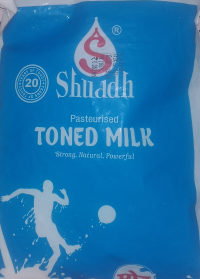 S®
20
Shuddh
Pasteurised
TONED MILK
Strong. Natural. Powerful